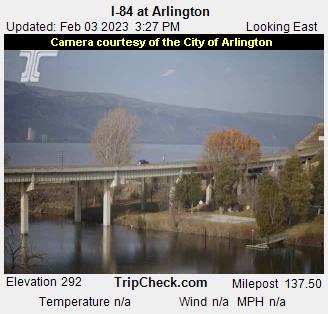 I-84 at Arlington
Updated: Feb 03 2023 3:27 PM Looking East
Camera courtesy of the City of Arlington
Elevation 292 TripCheck.com Milepost 137.50
Temperature n/a Wind n/a MPH n/a